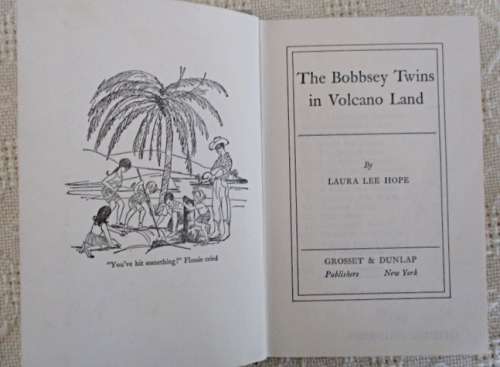 "You've hit something!" Flossie cried
The Bobbsey Twins
in Volcano Land
By
LAURA LEE HOPE
GROSSET & DUNLAP
Publishers New York